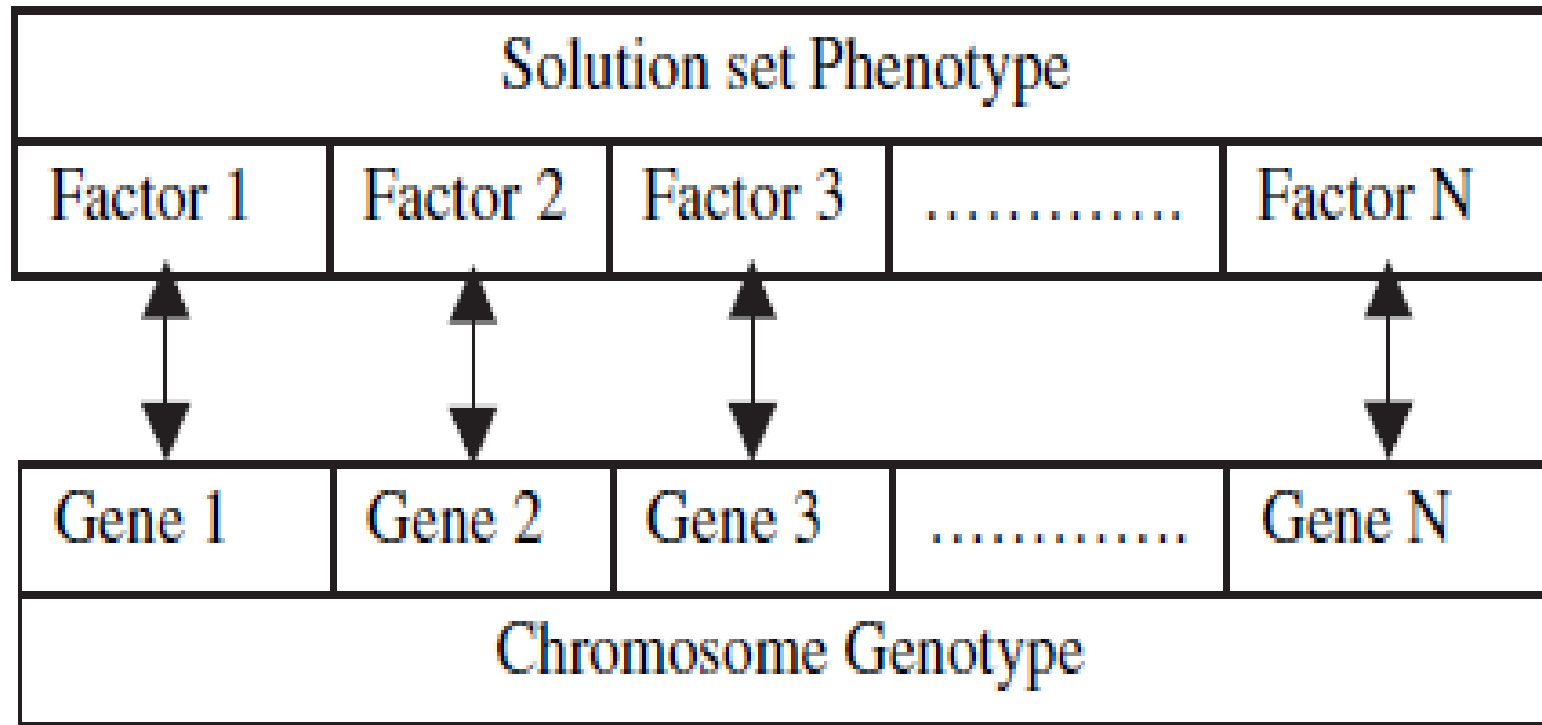 Solution set Phenotype
Factor 1 Factor 2 Factor 3 ............. Factor N
Gene 1 Gene 2 Gene 3 ............. Gene N
Chromosome Genotype